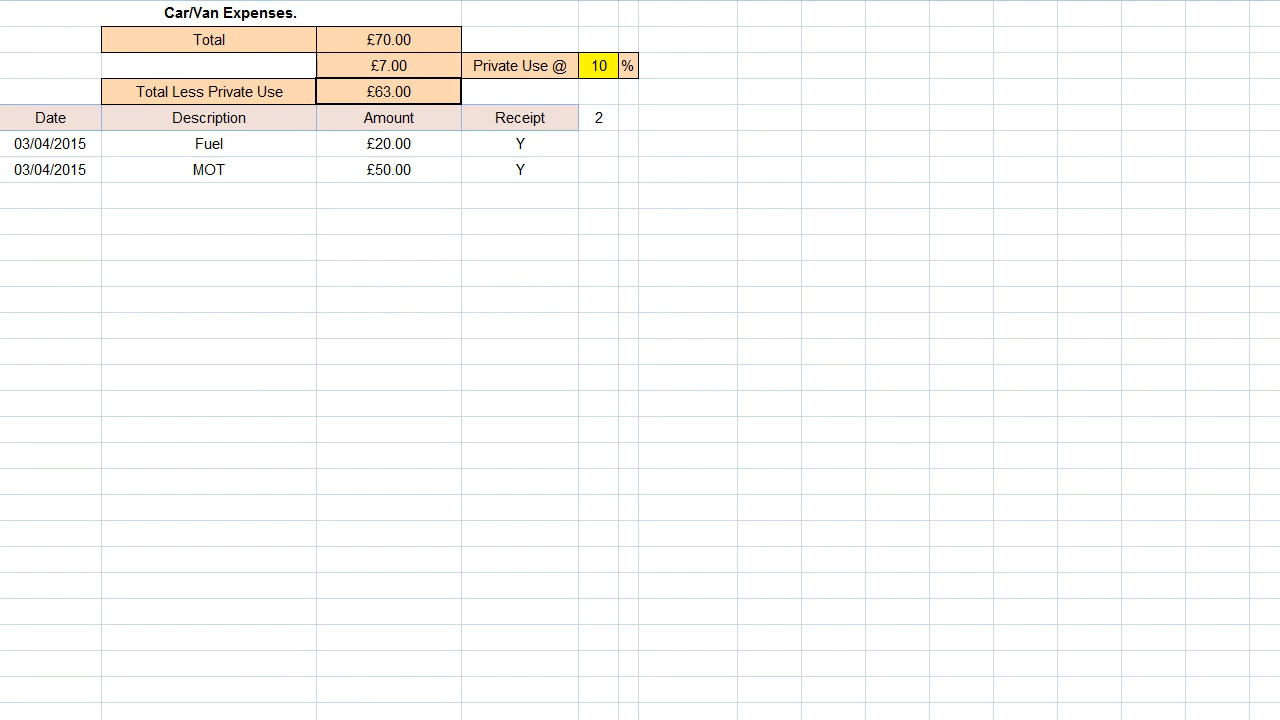 Car/Van Expenses.
Total £70.00
£7.00 Private Use @ 10 %
Total Less Private Use £63.00
Date Description Amount Receipt 2
03/04/2015 Fuel £20.00 Y
03/04/2015 MOT £50.00 Y